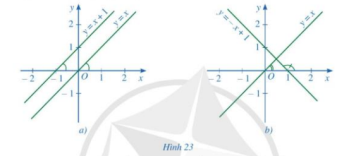 y
y = x + 1
y = x
2
1
-2
-1
O
1
2
x
-1
a)
y
y = - x + 1
y = x
2
1
-2
-1
O
1
2
x
-1
b)
Hình 23